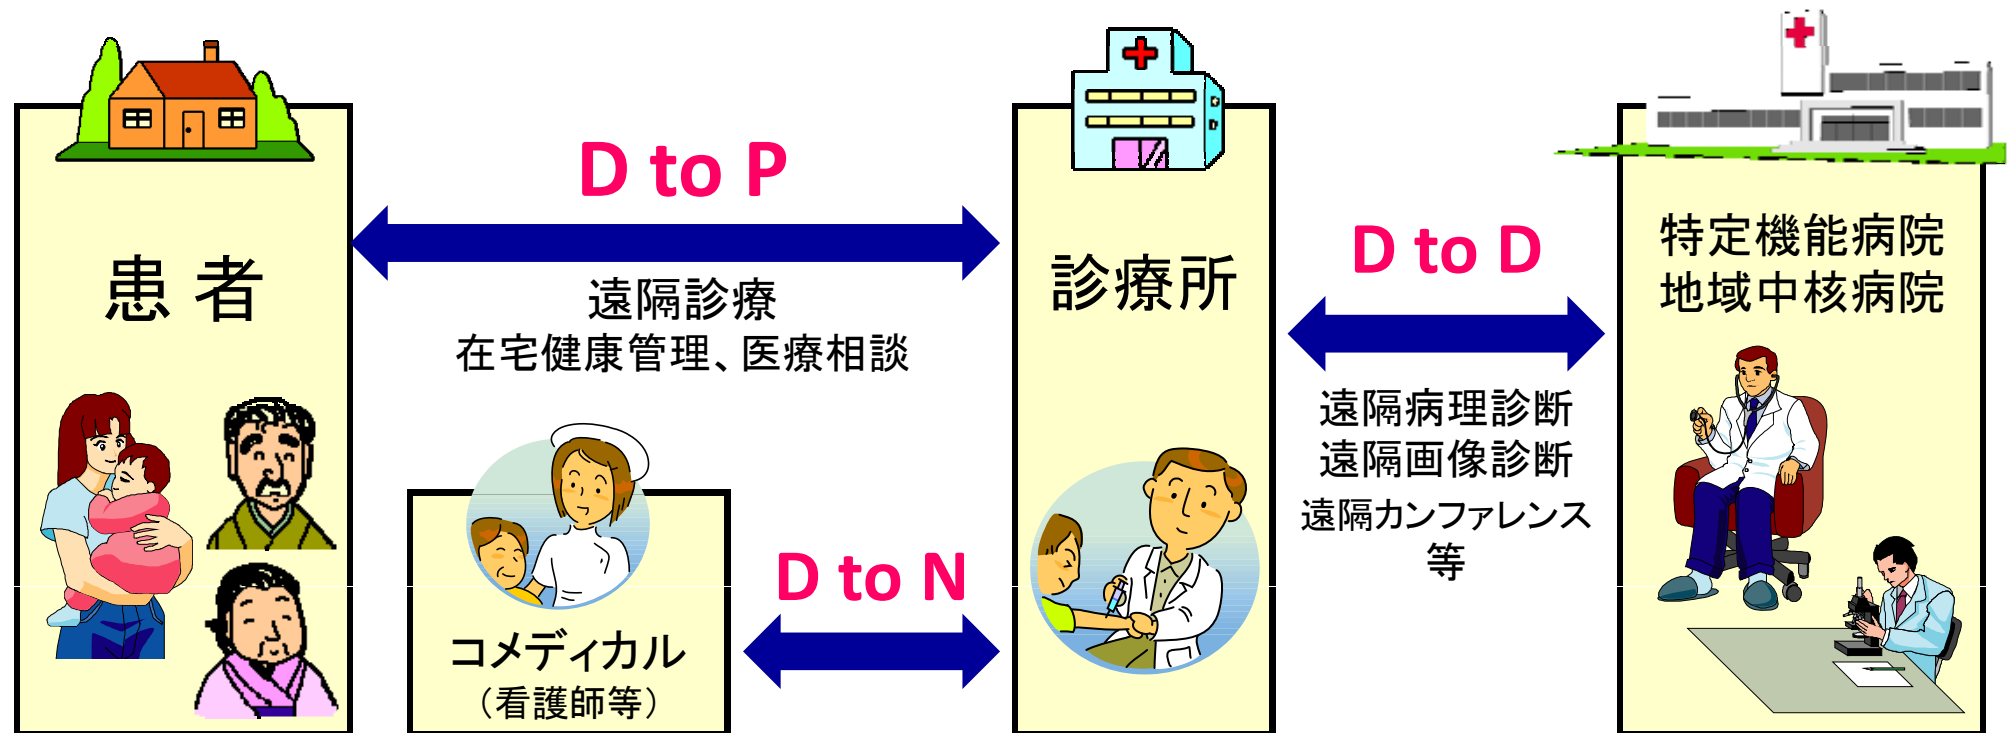 患 者
D to P
遠隔診療
在宅健康管理、医療相談
コメディカル
（看護師等）
D to N
診療所
D to D
遠隔病理診断
遠隔画像診断
遠隔カンファレンス
等
特定機能病院
地域中核病院